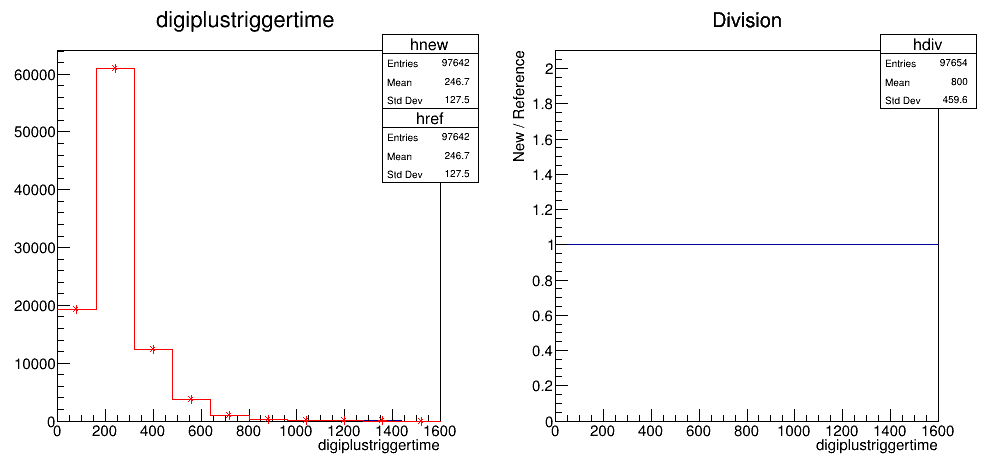 digiplustriggertime
hnew
Entries 97642
Mean 246.7
Std Dev 127.5
href
Entries 97642
Mean 246.7
Std Dev 127.5
60000
50000
40000
30000
20000
10000
0
0 200 400 600 800 1000 1200 1400 1600
digiplustriggertime
Division
hdiv
Entries 97654
Mean 800
Std Dev 459.6
New / Reference
2
1.8
1.6
1.4
1.2
1
0.8
0.6
0.4
0.2
0
0 200 400 600 800 1000 1200 1400 1600
digiplustriggertime